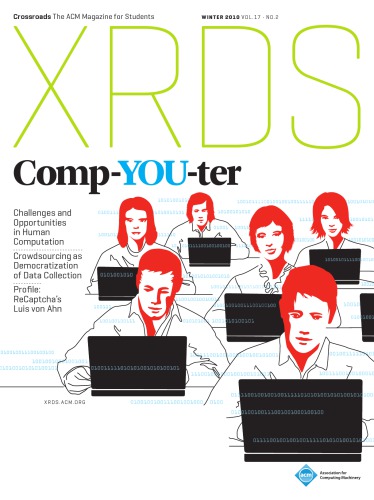 Crossroads The ACM Magazine for Students
WINTER 2010 VOL. 17 · NO.2
XRDS
Comp-YOU-ter
Challenges and
Opportunities
in Human
Computation
Crowdsourcing as
Democratization
of Data Collection
Profile:
ReCaptcha's
Luis von Ahn
XRDS.ACM.ORG
acm
Association for
Computing Machinery